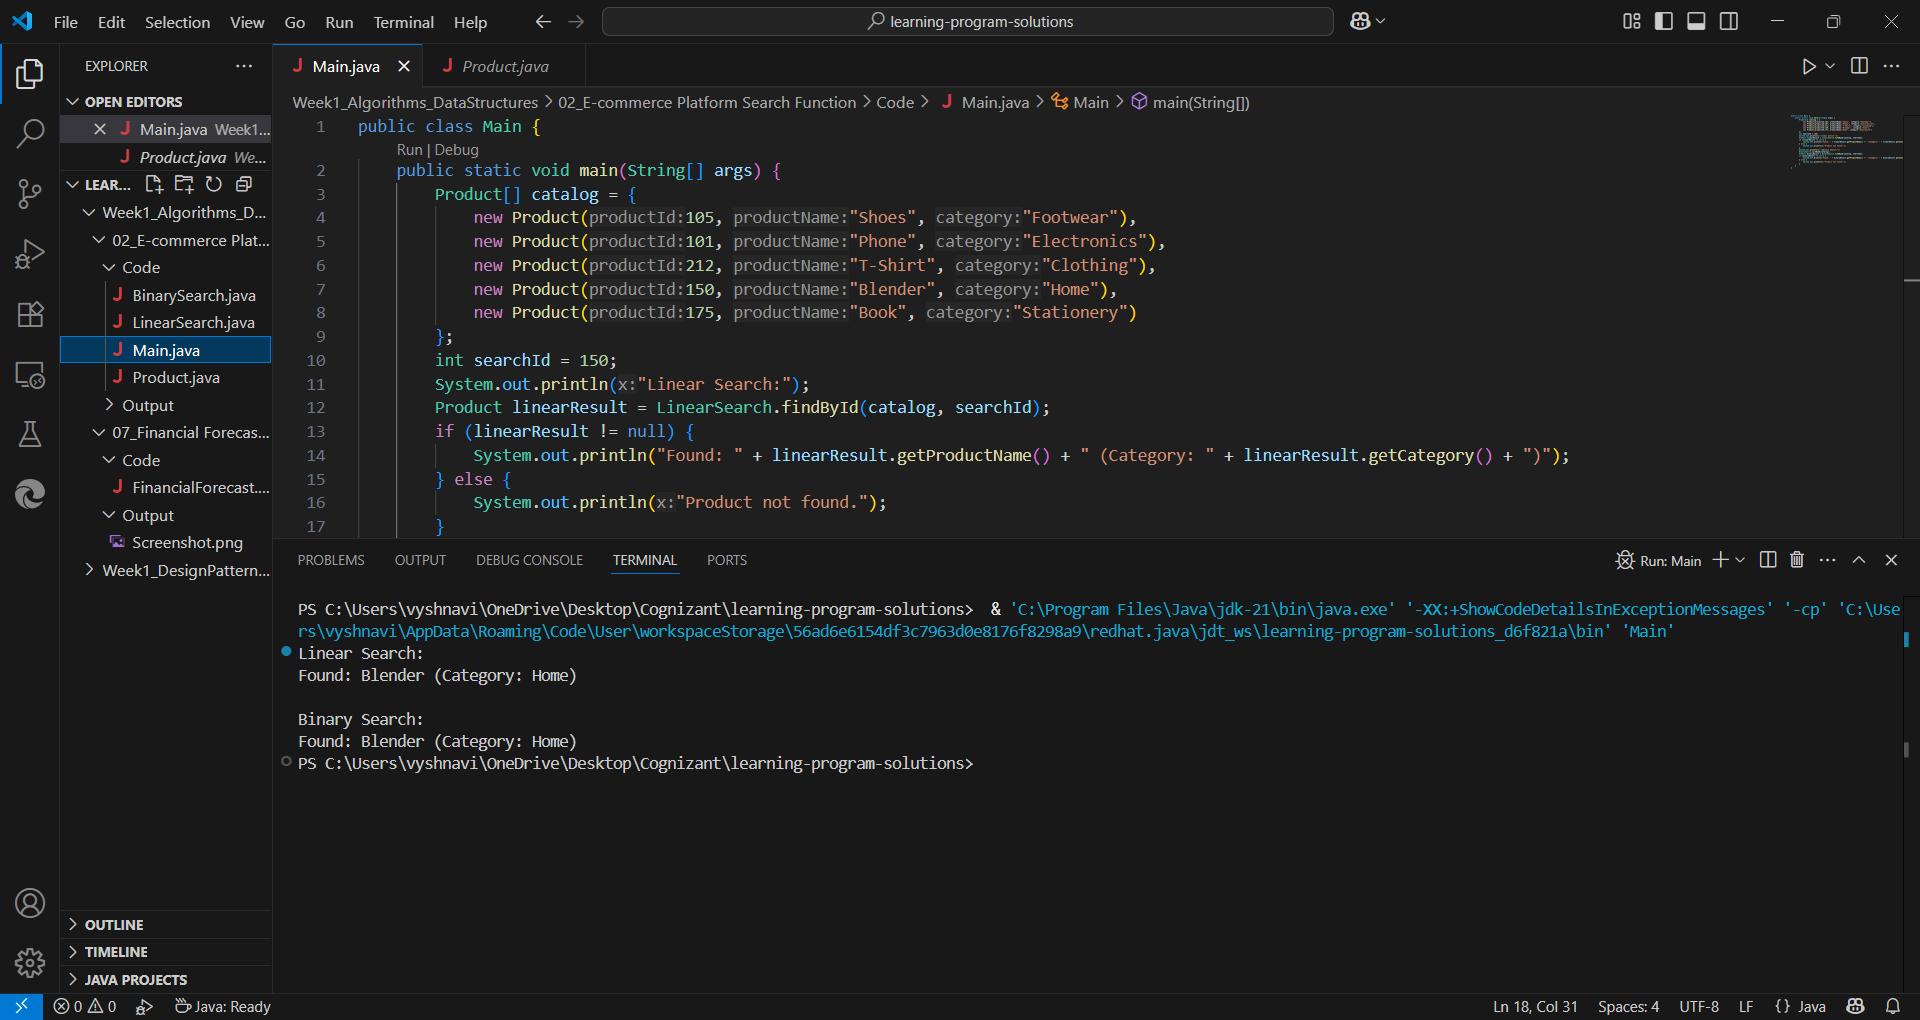 File Edit Selection View Go Run Terminal Help
learning-program-solutions
EXPLORER
OPEN EDITORS
Main.java Week1...
Product.java We...
LEAR...
Week1_Algorithms_D...
02_E-commerce Plat...
Code
BinarySearch.java
LinearSearch.java
Main.java
Product.java
Output
07_Financial Forecas...
Code
FinancialForecast....
Output
Screenshot.png
Week1_DesignPattern...
OUTLINE
TIMELINE
JAVA PROJECTS
Main.java
Product.java
Week1_Algorithms_DataStructures > 02_E-commerce Platform Search Function > Code > Main.java > Main > main(String[])
1 public class Main {
Run | Debug
2 public static void main(String[] args) {
3 Product[] catalog = {
4 new Product(productId:105, productName:"Shoes", category:"Footwear"),
5 new Product(productId:101, productName:"Phone", category:"Electronics"),
6 new Product(productId:212, productName:"T-Shirt", category:"Clothing"),
7 new Product(productId:150, productName:"Blender", category:"Home"),
8 new Product(productId:175, productName:"Book", category:"Stationery")
9 };
10 int searchId = 150;
11 System.out.println(x:"Linear Search:");
12 Product linearResult = LinearSearch.findById(catalog, searchId);
13 if (linearResult != null) {
14 System.out.println("Found: " + linearResult.getProductName() + " (Category: " + linearResult.getCategory() + ")");
15 } else {
16 System.out.println(x:"Product not found.");
17 }
PROBLEMS OUTPUT DEBUG CONSOLE TERMINAL PORTS
Run: Main
PS C:\Users\vyshnavi\OneDrive\Desktop\Cognizant\learning-program-solutions> & 'C:\Program Files\Java\jdk-21\bin\java.exe' '-XX:+ShowCodeDetailsInExceptionMessages' '-cp' 'C:\Use
rs\vyshnavi\AppData\Roaming\Code\User\workspaceStorage\56ad6e6154df3c7963d0e8176f8298a9\redhat.java\jdt_ws\learning-program-solutions_d6f821a\bin' 'Main'
Linear Search:
Found: Blender (Category: Home)
Binary Search:
Found: Blender (Category: Home)
PS C:\Users\vyshnavi\OneDrive\Desktop\Cognizant\learning-program-solutions>
0 0 Java: Ready
Ln 18, Col 31 Spaces: 4 UTF-8 LF {} Java